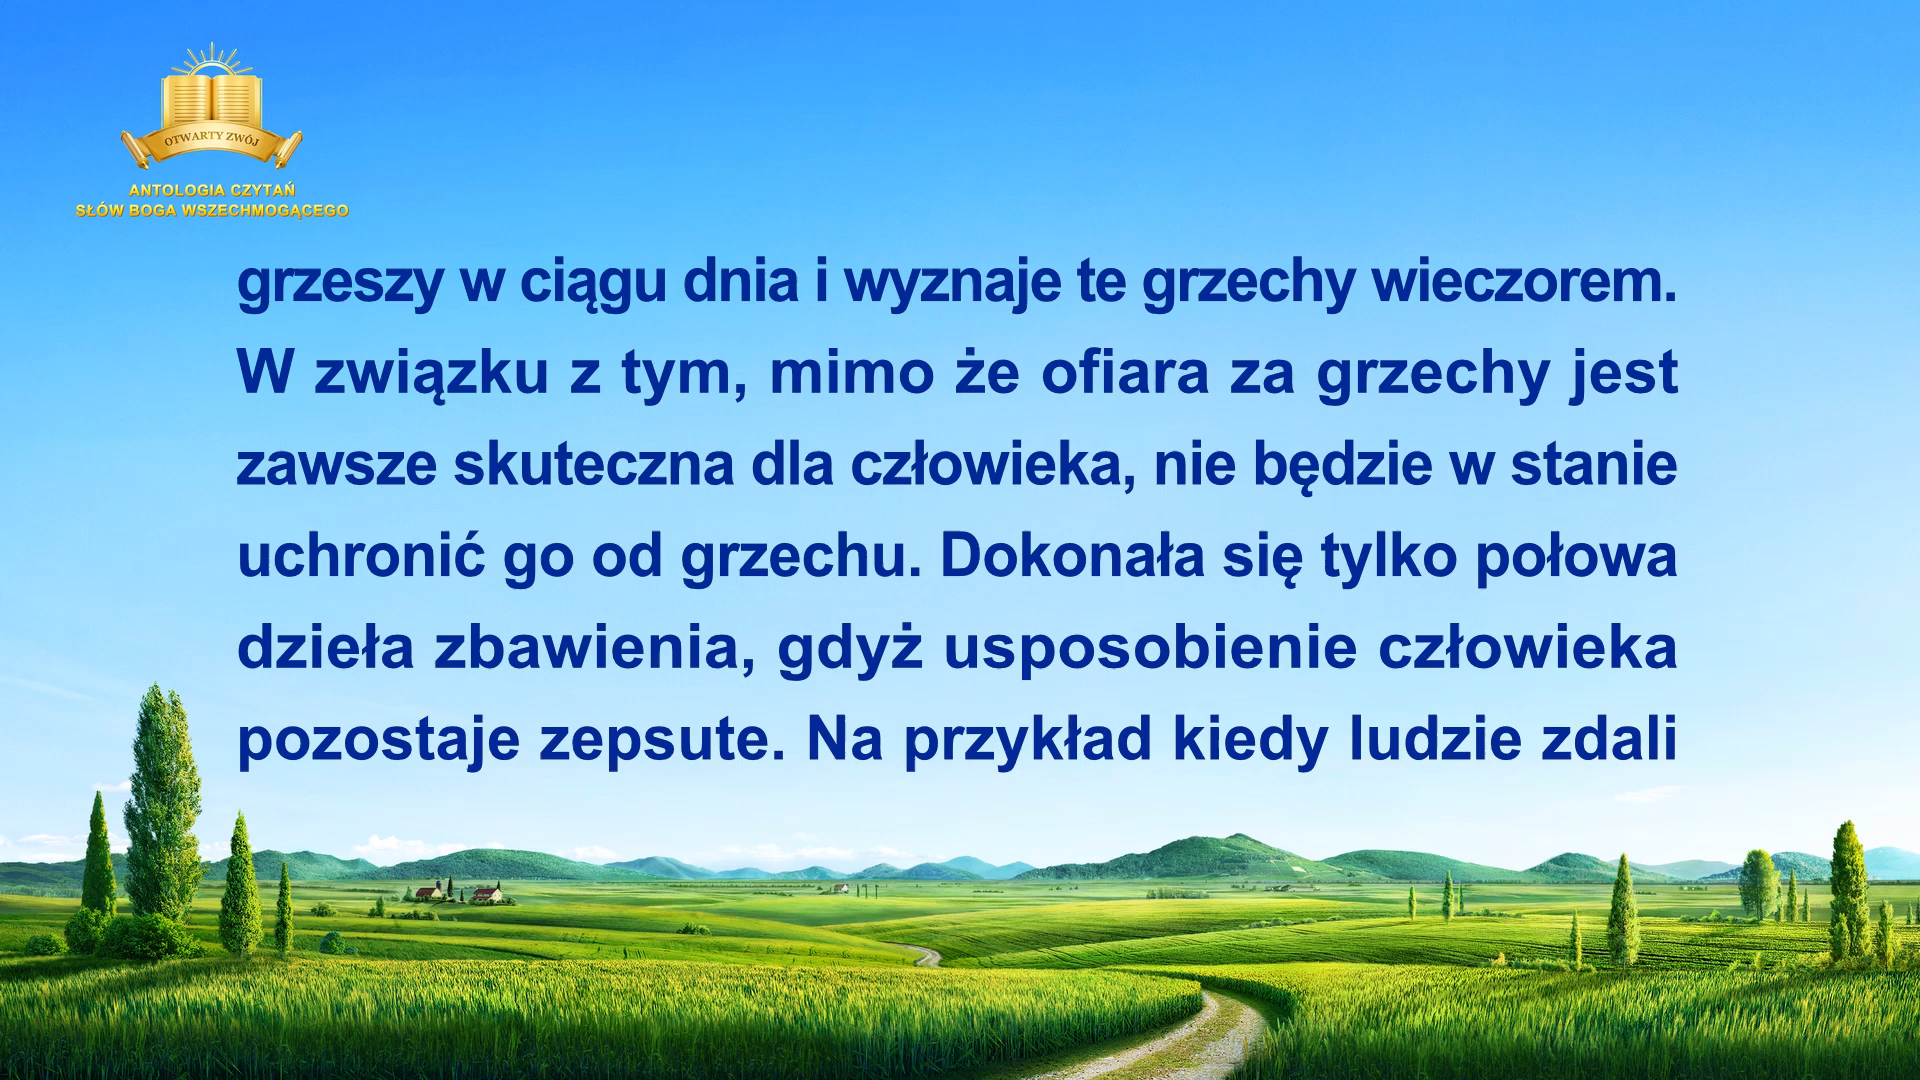 OTWARTY ZWÓJ
ANTOLOGIA CZYTAŃ
SŁÓW BOGA WSZECHMOGĄCEGO
grzeszy w ciągu dnia i wyznaje te grzechy wieczorem.
W związku z tym, mimo że ofiara za grzechy jest
zawsze skuteczna dla człowieka, nie będzie w stanie
uchronić go od grzechu. Dokonała się tylko połowa
dzieła zbawienia, gdyż usposobienie człowieka
pozostaje zepsute. Na przykład kiedy ludzie zdali